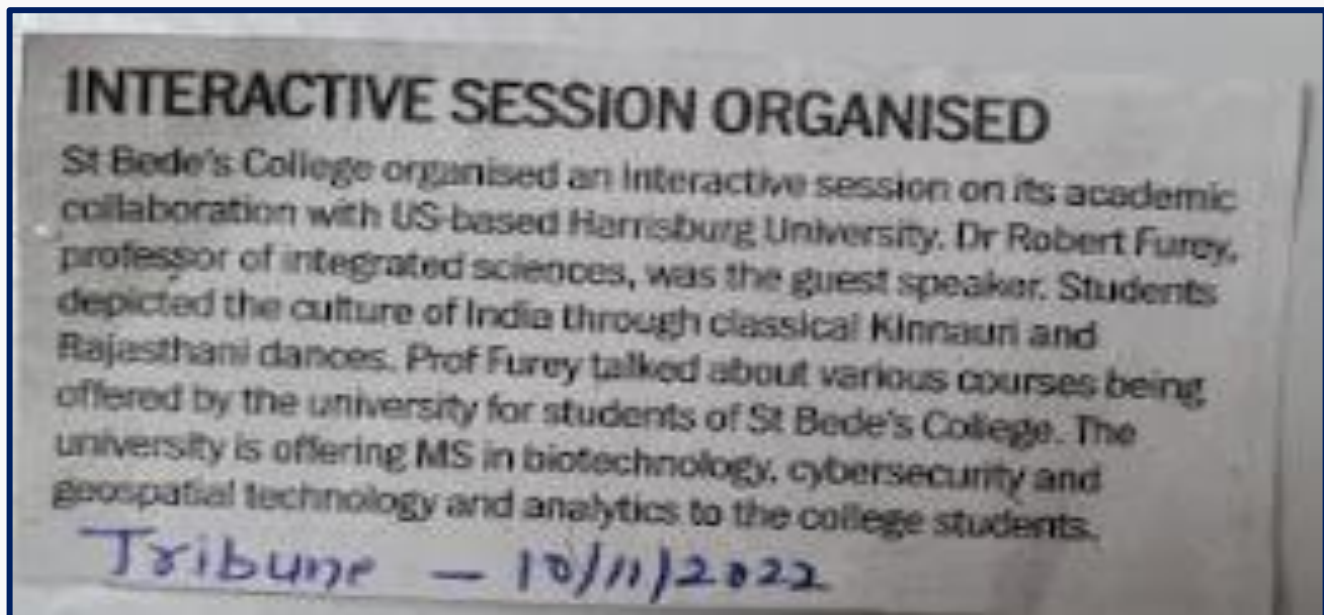 INTERACTIVE SESSION ORGANISED
St Bede's College organised an interactive session on its academic
collaboration with US-based Harrisburg University. Dr Robert Furey,
professor of integrated sciences, was the guest speaker. Students
depicted the culture of India through classical Kinnauri and
Rajasthani dances. Prof Furey talked about various courses being
offered by the university for students of St Bede's College. The
university is offering MS in biotechnology, cybersecurity and
geospatial technology and analytics to the college students.
Tribune - 10/11/2022